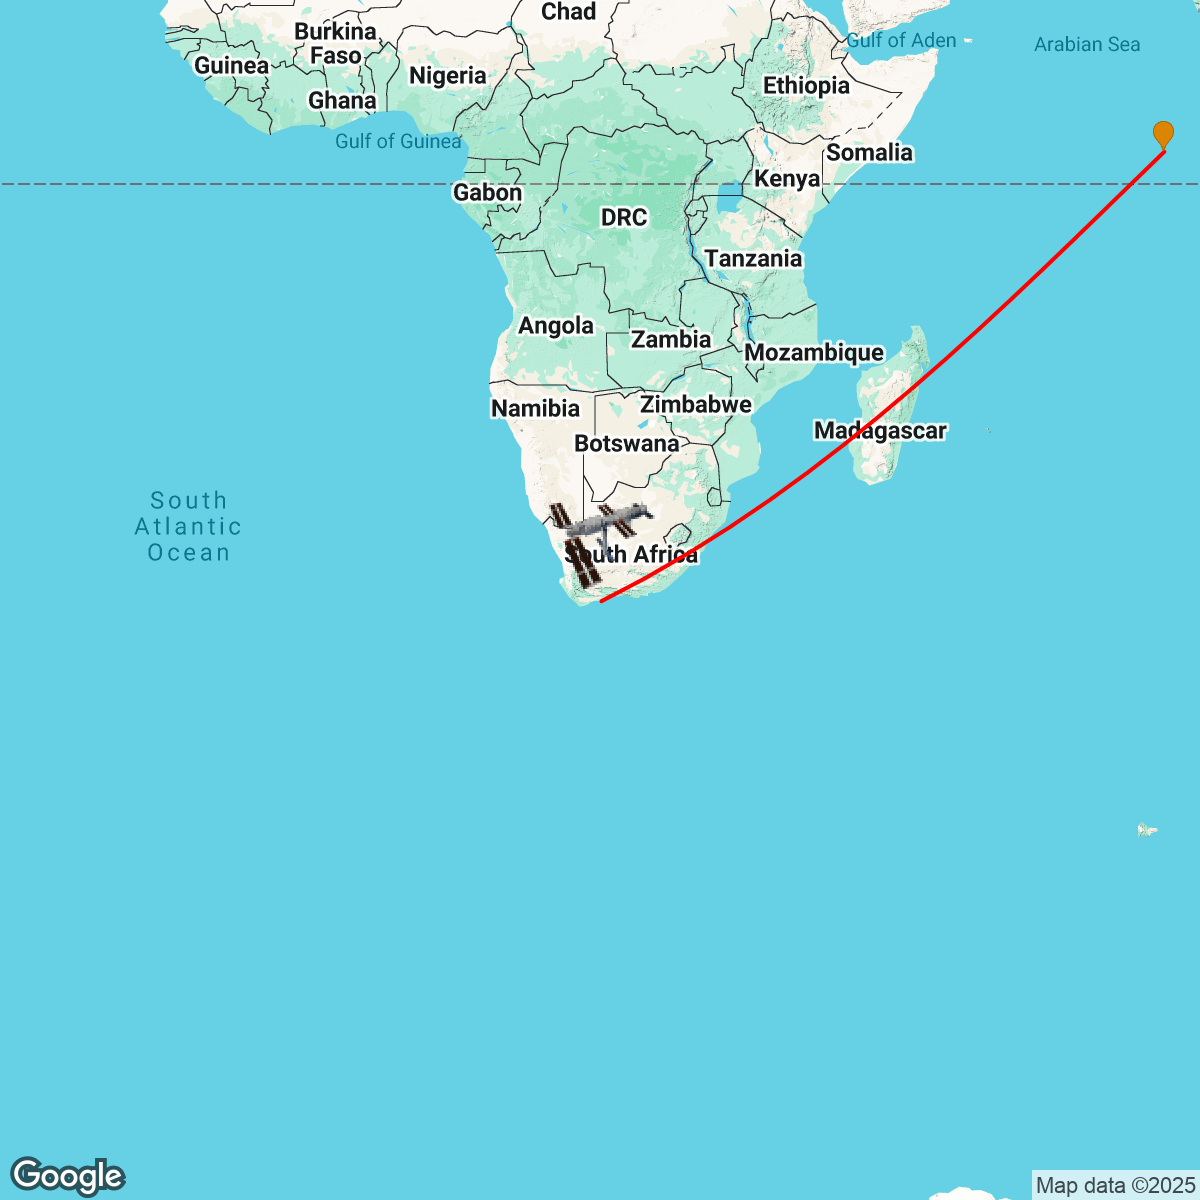 Chad
Burkina
Faso
Guinea
Nigeria
Ghana
Gulf of Guinea
Gulf of Aden
Arabian Sea
Ethiopia
Somalia
Kenya
Gabon
DRC
Tanzania
Angola
Zambia
Mozambique
Namibia
Zimbabwe
Botswana
Madagascar
South
Atlantic
Ocean
South Africa
Google
Map data ©2025